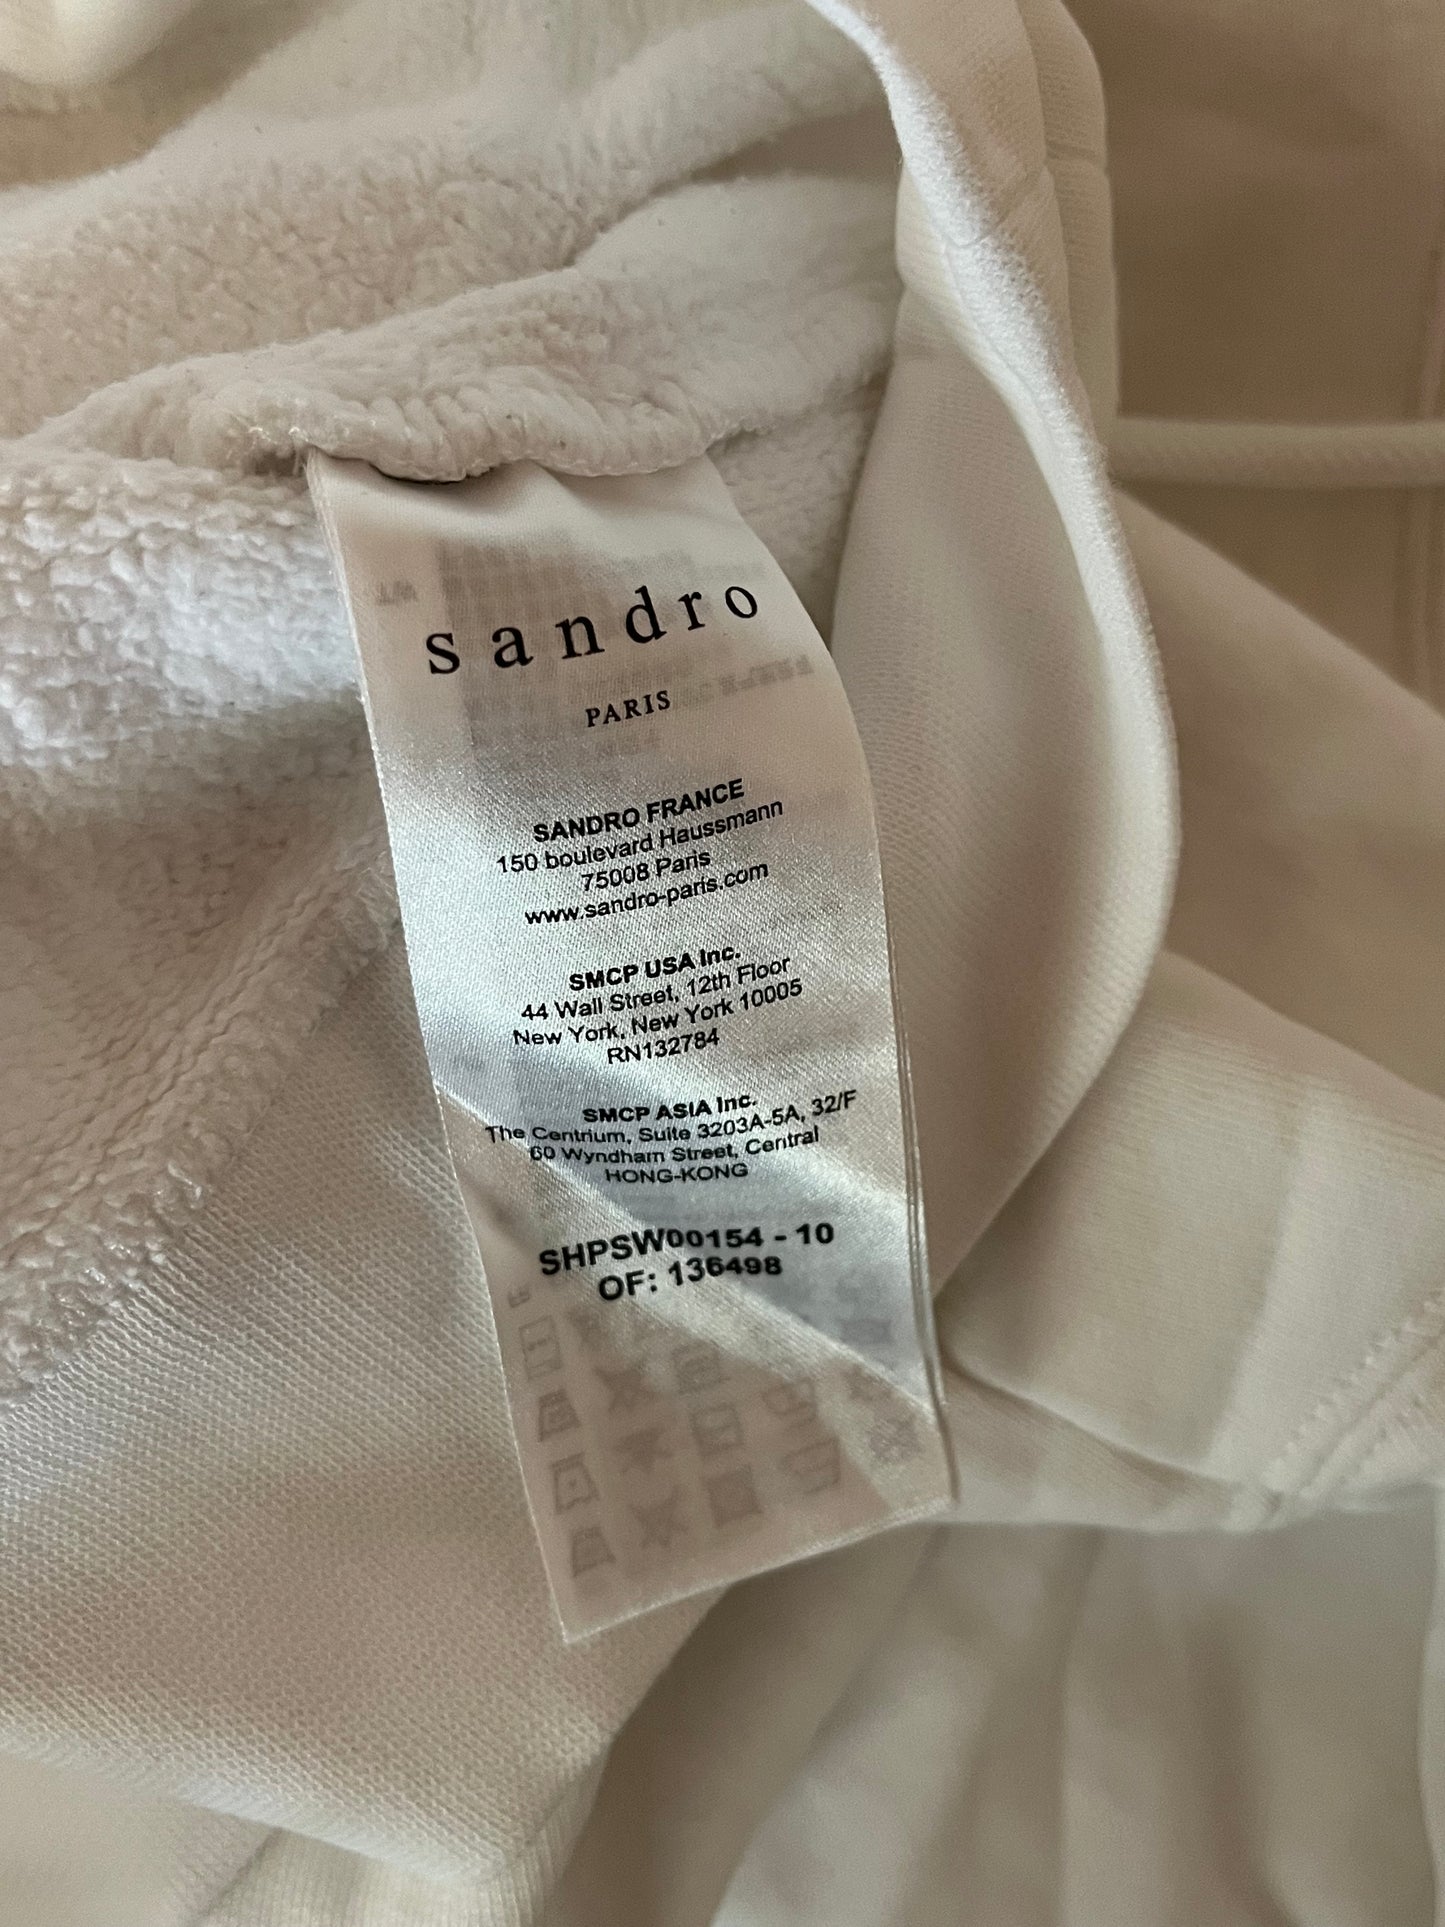 sandro
PARIS
SANDRO FRANCE
150 boulevard Haussmann
75008 Paris
www.sandro-paris.com
SMCP USA Inc.
44 Wall Street, 12th Floor
New York, New York 10005
RN132784
SMCP ASIA Inc.
The Centrium, Suite 3203A-5A, 32/F
60 Wyndham Street, Central
HONG-KONG
SHPSW00154 - 10
OF: 136498